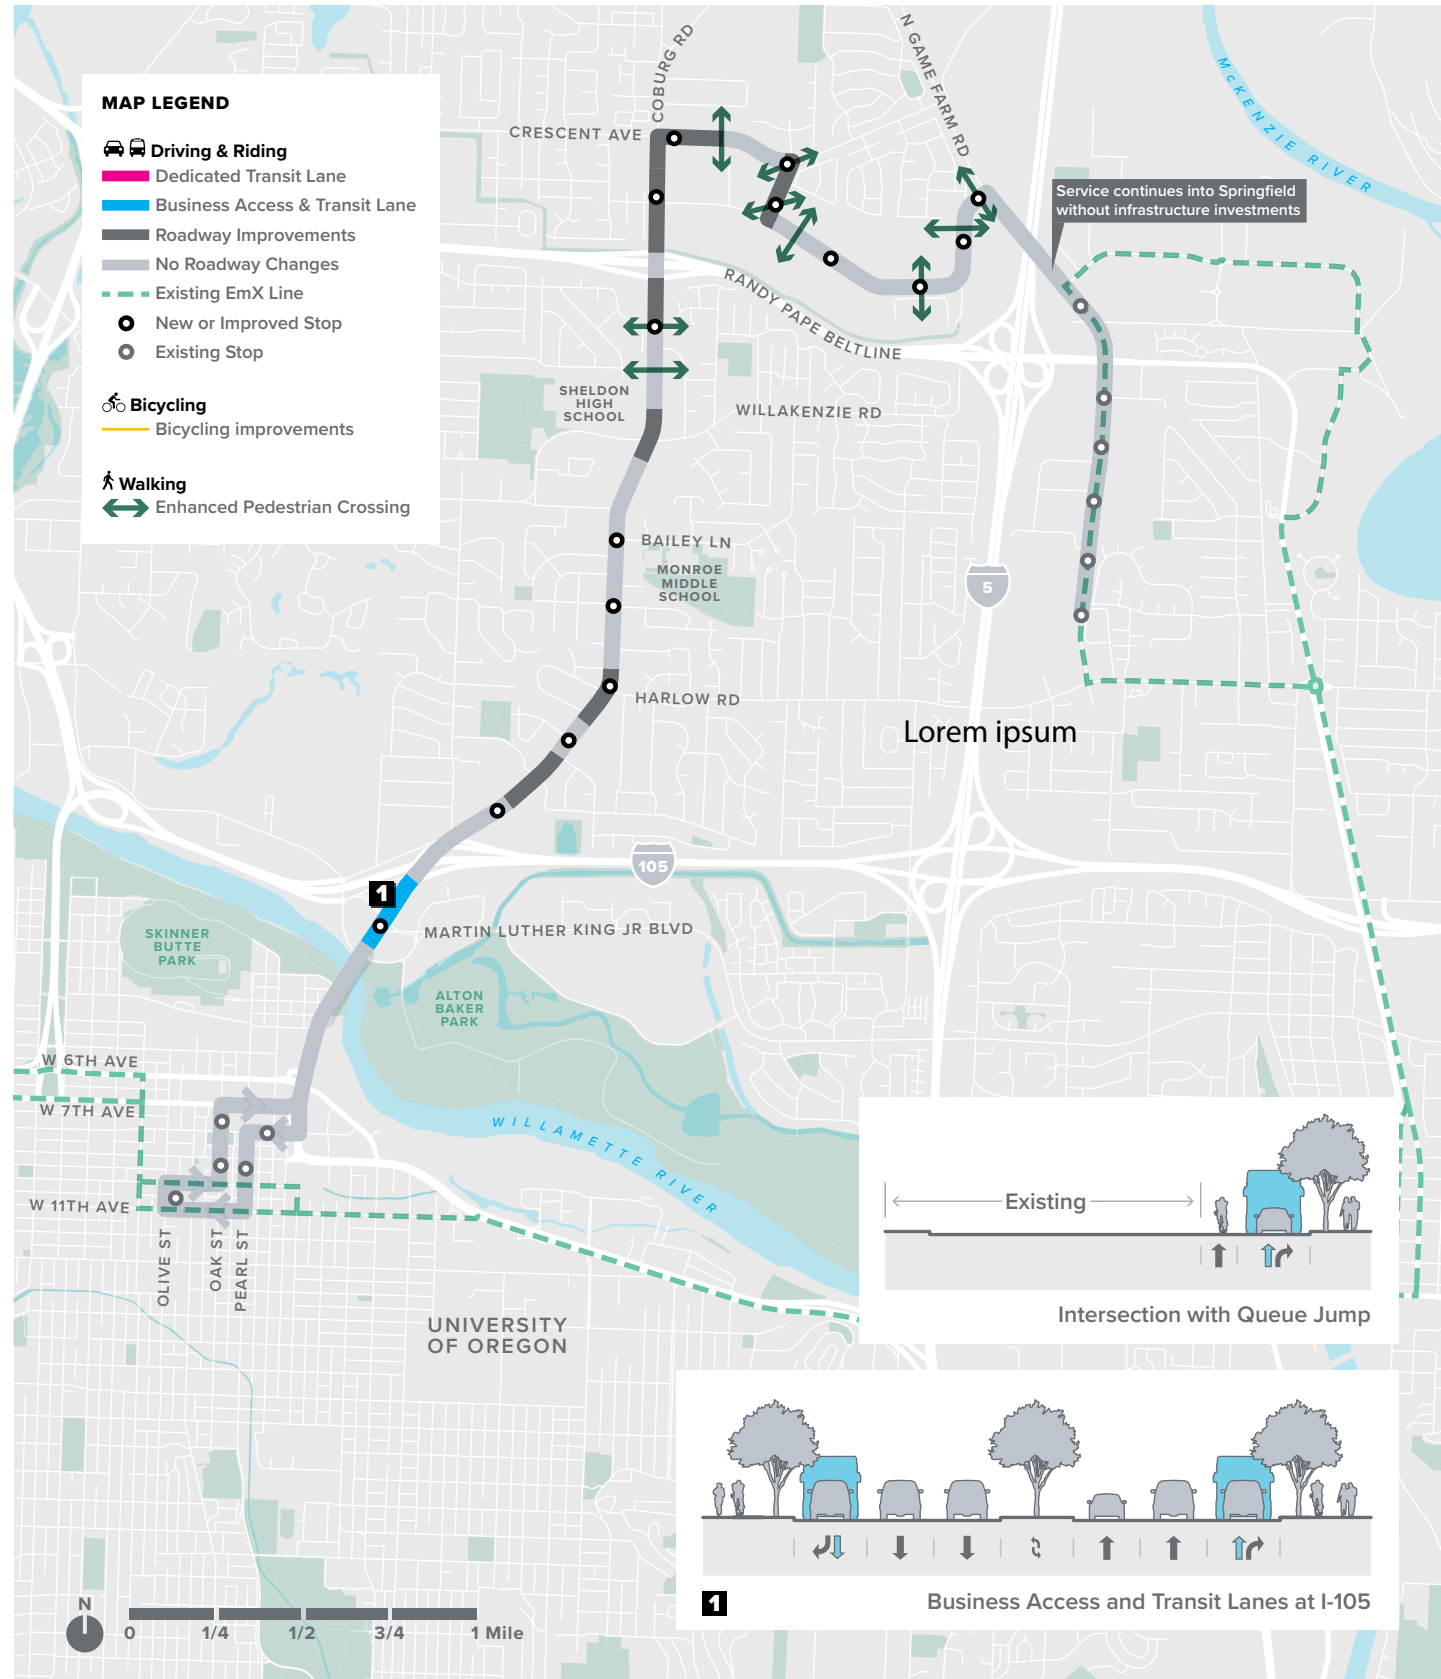 MAP LEGEND
Driving & Riding
Dedicated Transit Lane
Business Access & Transit Lane
Roadway Improvements
No Roadway Changes
Existing EmX Line
New or Improved Stop
Existing Stop
Bicycling
Bicycling improvements
Walking
Enhanced Pedestrian Crossing
COBURG RD
CRESCENT AVE
N GAME FARM RD
McKENZIE RIVER
Service continues into Springfield
without infrastructure investments
RANDY PAPE BELTLINE
SHELDON
HIGH
SCHOOL
WILLAKENZIE RD
BAILEY LN
MONROE
MIDDLE
SCHOOL
5
HARLOW RD
Lorem ipsum
105
1
MARTIN LUTHER KING JR BLVD
SKINNER
BUTTE
PARK
ALTON
BAKER
PARK
W 6TH AVE
W 7TH AVE
WILLAMETTE RIVER
W 11TH AVE
OLIVE ST
OAK ST
PEARL ST
UNIVERSITY
OF OREGON
Existing
Intersection with Queue Jump
1
Business Access and Transit Lanes at I-105
N
0 1/4 1/2 3/4 1 Mile